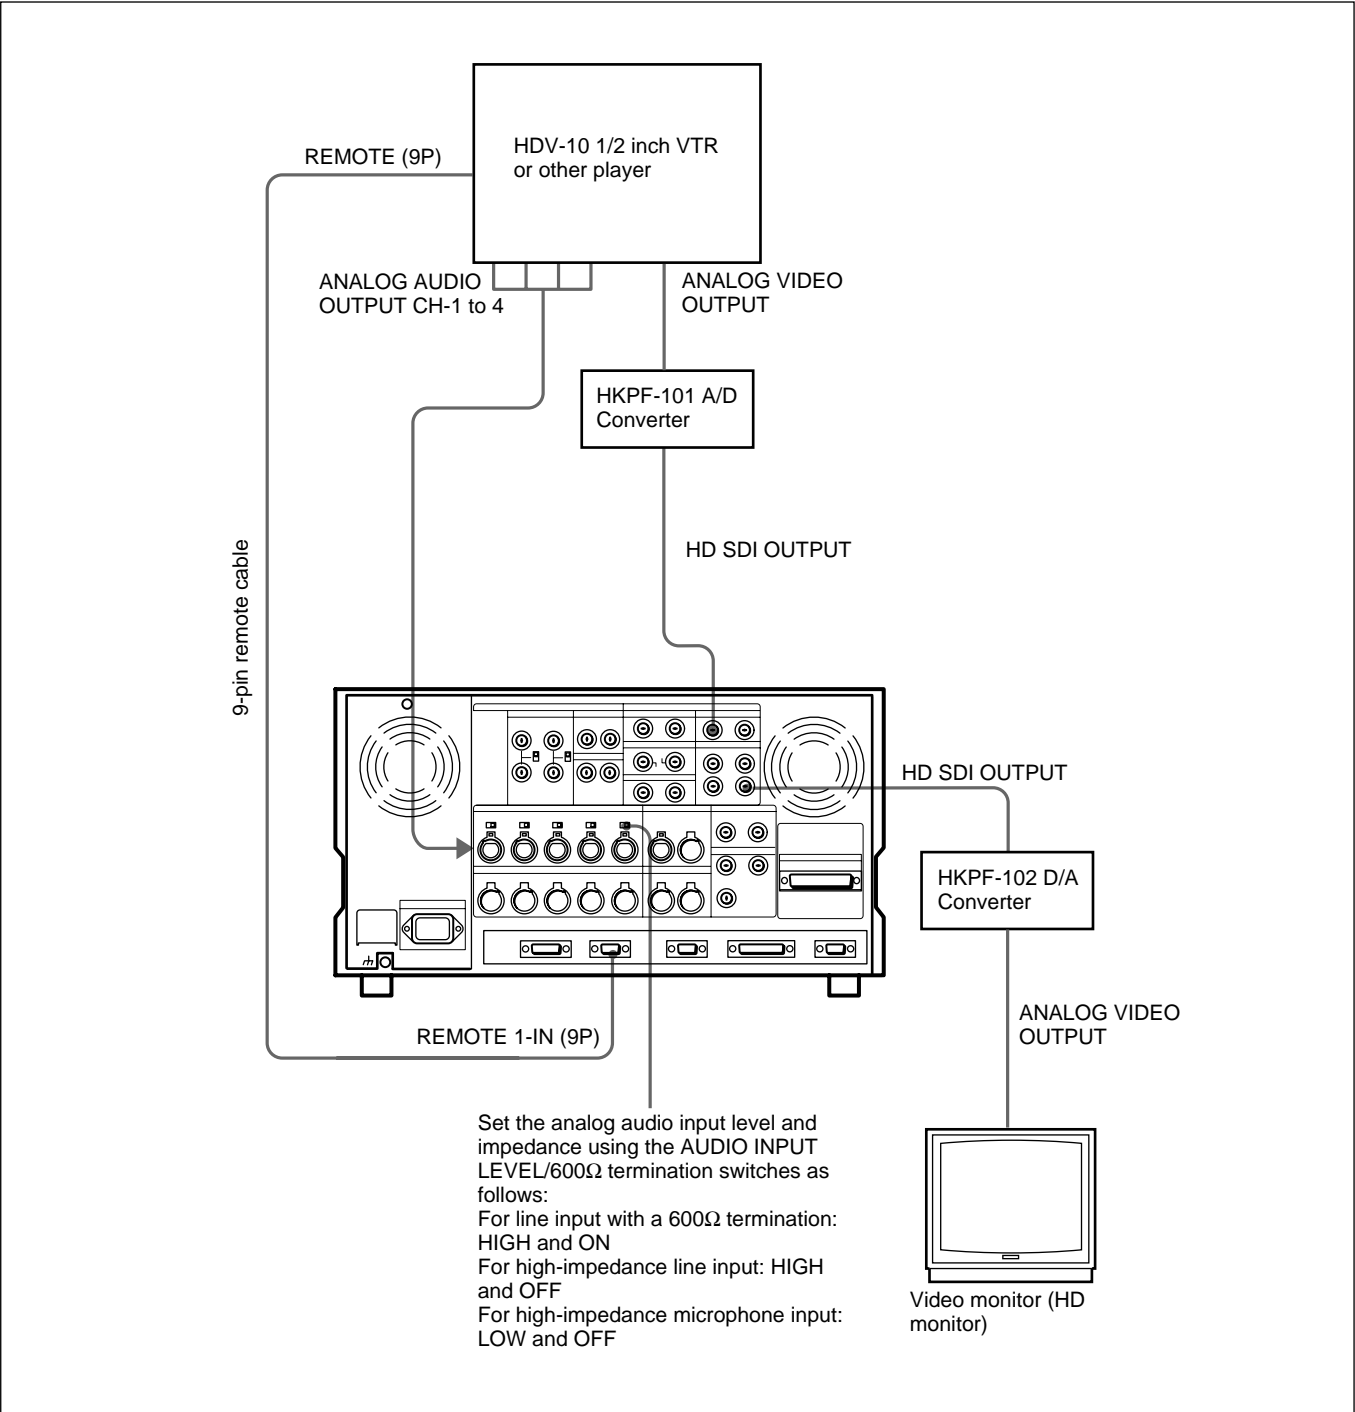 HDV-10 1/2 inch VTR
or other player
REMOTE (9P)
ANALOG AUDIO
OUTPUT CH-1 to 4
ANALOG VIDEO
OUTPUT
HKPF-101 A/D
Converter
HD SDI OUTPUT
9-pin remote cable
HD SDI OUTPUT
HKPF-102 D/A
Converter
REMOTE 1-IN (9P)
ANALOG VIDEO
OUTPUT
Set the analog audio input level and
impedance using the AUDIO INPUT
LEVEL/600Ω termination switches as
follows:
For line input with a 600Ω termination:
HIGH and ON
For high-impedance line input: HIGH
and OFF
For high-impedance microphone input:
LOW and OFF
Video monitor (HD
monitor)